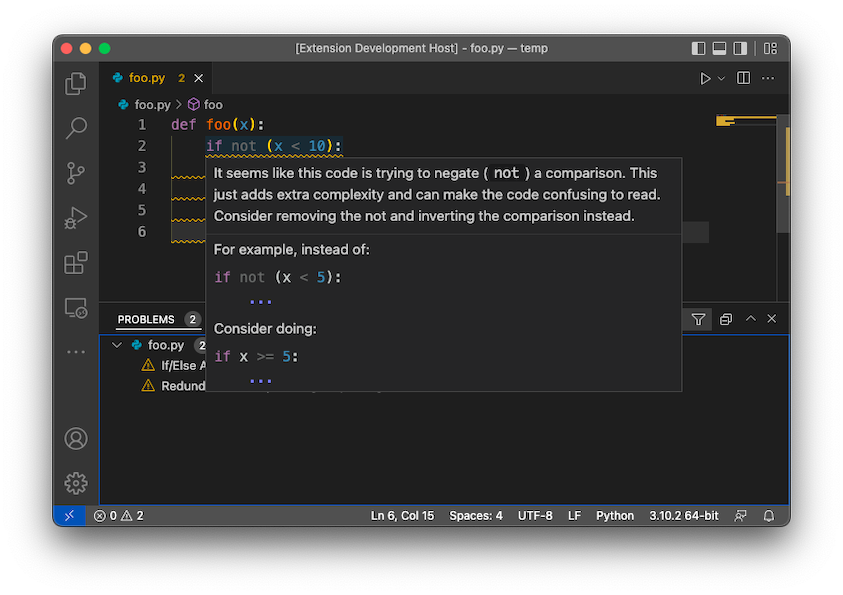 [Extension Development Host] - foo.py — temp
foo.py 2
foo.py > foo
1 def foo(x):
2 if not (x < 10):
3
4
5
6
It seems like this code is trying to negate ( not ) a comparison. This
just adds extra complexity and can make the code confusing to read.
Consider removing the not and inverting the comparison instead.
For example, instead of:
if not (x < 5):
...
Consider doing:
if x >= 5:
...
PROBLEMS 2
foo.py 2
If/Else
Redund
0 2 Ln 6, Col 15 Spaces: 4 UTF-8 LF Python 3.10.2 64-bit